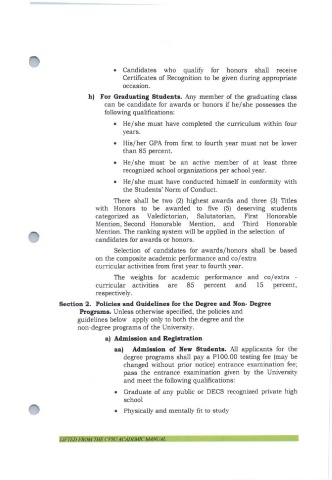 • Candidates who qualify for honors shall receive
Certificates of Recognition to be given during appropriate
occasion.
h) For Graduating Students. Any member of the graduating class
can be candidate for awards or honors if he/she possesses the
following qualifications:
• He/she must have completed the curriculum within four
years.
• His/her GPA from first to fourth year must not be lower
than 85 percent.
• He/she must be an active member of at least three
recognized school organizations per school year.
• He/she must have conducted himself in conformity with
the Students' Norm of Conduct.
There shall be two (2) highest awards and three (3) Titles
with Honors to be awarded to five (5) deserving students
categorized as Valedictorian, Salutatorian, First Honorable
Mention, Second Honorable Mention, and Third Honorable
Mention. The ranking system will be applied in the selection of
candidates for awards or honors.
Selection of candidates for awards/honors shall be based
on the composite academic performance and co/extra
curricular activities from first year to fourth year.
The weights for academic performance and co/extra -
curricular activities are 85 percent and 15 percent,
respectively.
Section 2. Policies and Guidelines for the Degree and Non- Degree
Programs. Unless otherwise specified, the policies and
guidelines below apply only to both the degree and the
non-degree programs of the University.
a) Admission and Registration
aa) Admission of New Students. All applicants for the
degree programs shall pay a P100.00 testing fee (may be
changed without prior notice) entrance examination fee;
pass the entrance examination given by the University
and meet the following qualifications:
• Graduate of any public or DECS recognized private high
school
• Physically and mentally fit to study
LIFTED FROM THE CVSU ACADEMIC MANUAL